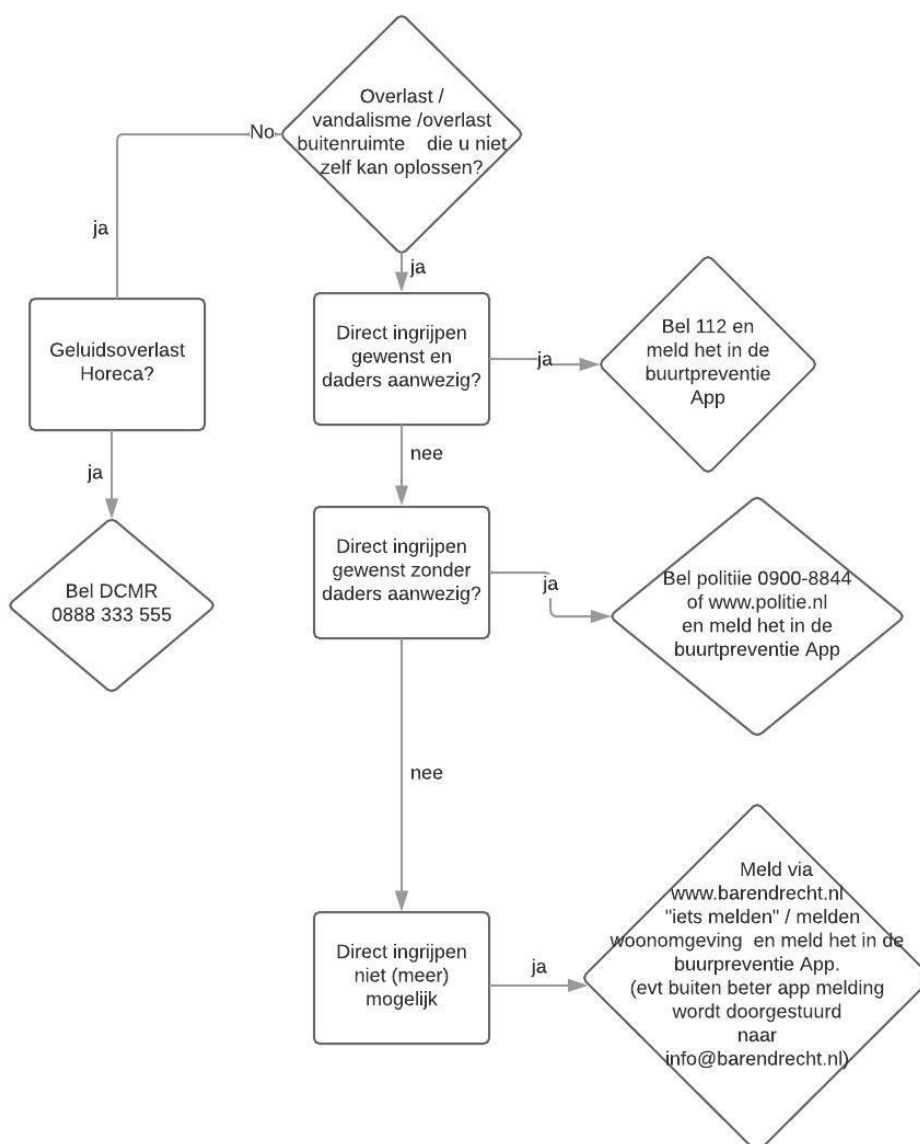 Overlast /
vandalisme /overlast
buitenruimte die u niet
zelf kan oplossen?
No
ja
ja
Geluidsoverlast
Horeca?
Direct ingrijpen
gewenst en
daders aanwezig?
ja
Bel 112 en
meld het in de
buurtpreventie
App
ja
nee
Bel DCMR
0888 333 555
Direct ingrijpen
gewenst zonder
daders aanwezig?
ja
Bel politiie 0900-8844
of www.politie.nl
en meld het in de
buurtpreventie App
nee
Direct ingrijpen
niet (meer)
mogelijk
ja
Meld via
www.barendrecht.nl
"iets melden" / melden
woonomgeving en meld het in de
buurpreventie App.
(evt buiten beter app melding
wordt doorgestuurd
naar
info@barendrecht.nl)